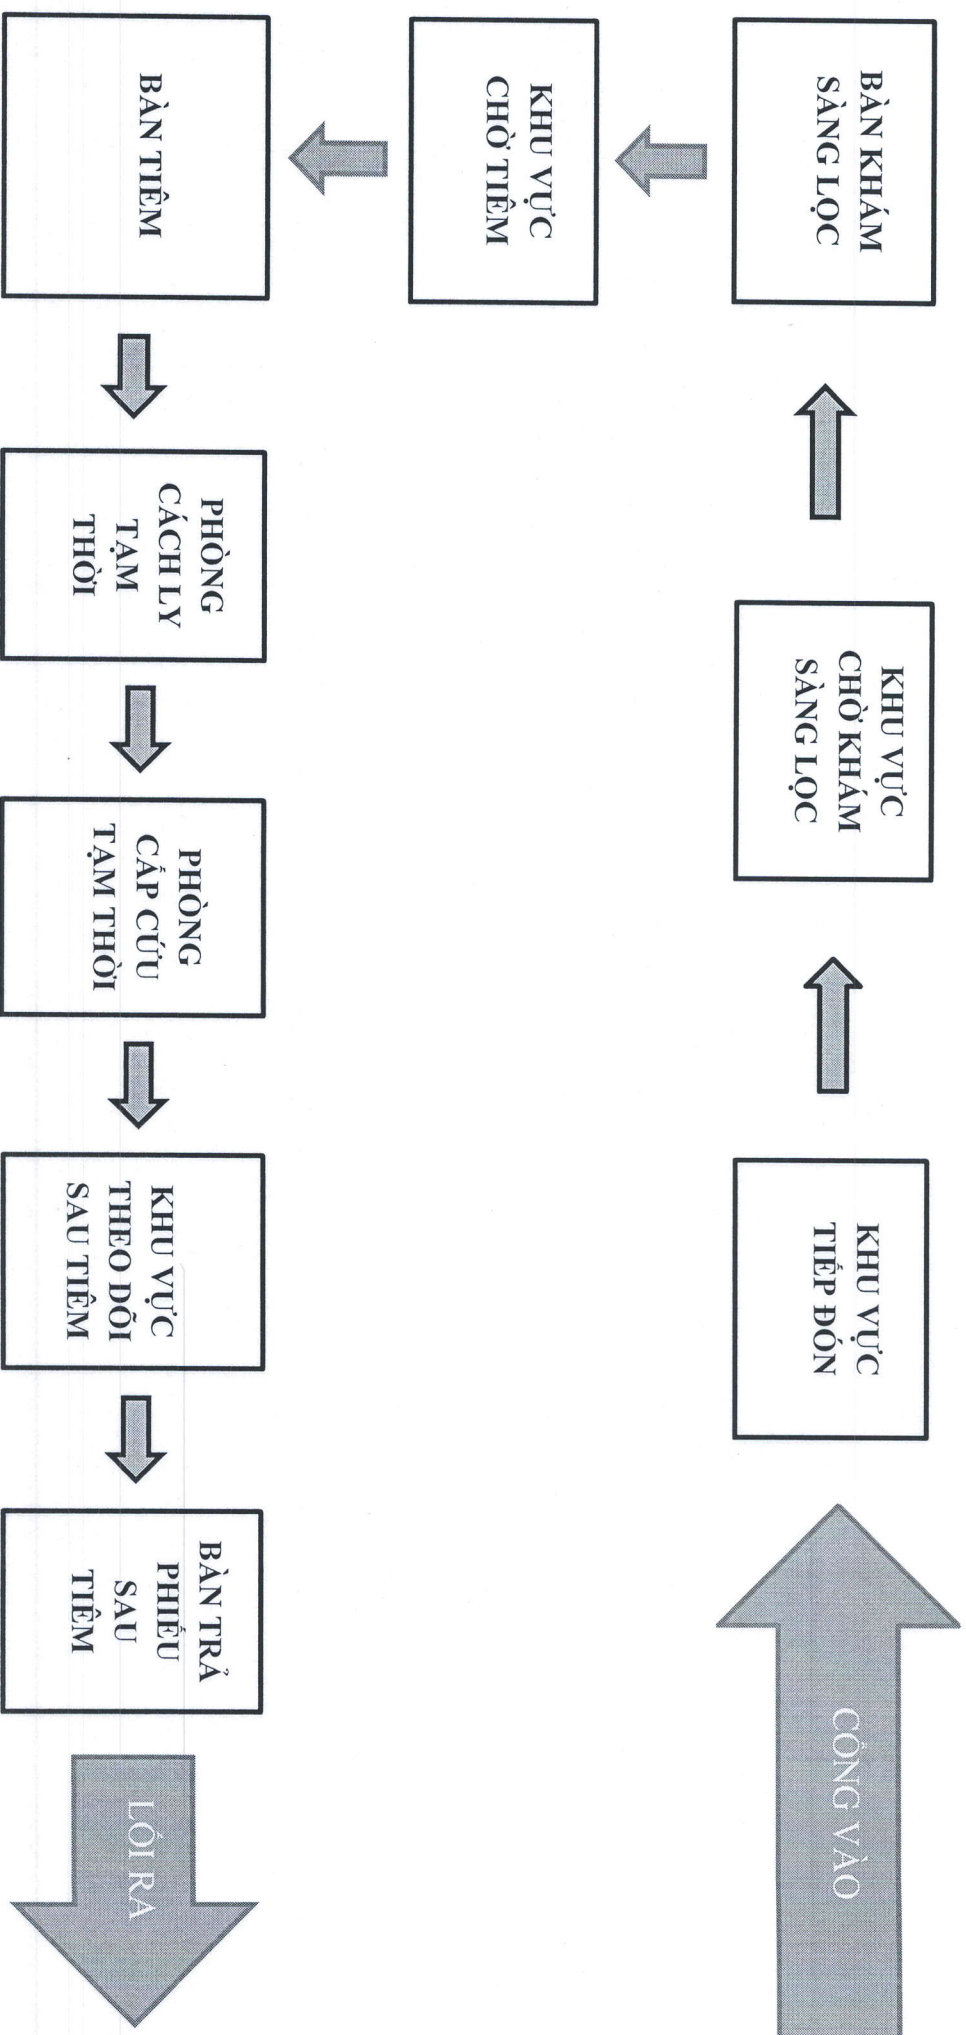 BÀN KHÁM
SÀNG LỌC
KHU VỰC
CHỜ KHÁM
SÀNG LỌC
KHU VỰC
TIẾP ĐÓN
CỔNG VÀO
KHU VỰC
CHỜ TIÊM
BÀN TIÊM
PHÒNG
CÁCH LY
TẠM
THỜI
PHÒNG
CẤP CỨU
TẠM THỜI
KHU VỰC
THEO DÕI
SAU TIÊM
BÀN TRẢ
PHIẾU
SAU
TIÊM
LỐI RA